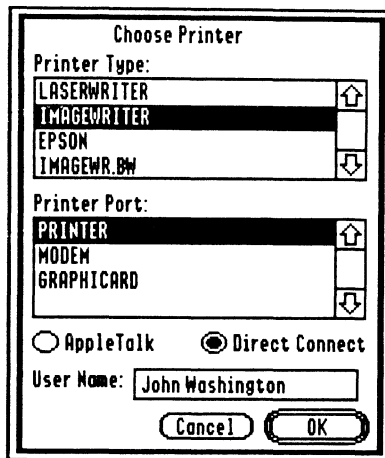 Choose Printer
Printer Type:
LASERWRITER
IMAGEWRITER
EPSON
IMAGEWR.BW
Printer Port:
PRINTER
MODEM
GRAPHICARD
AppleTalk Direct Connect
User Name: John Washington
Cancel OK